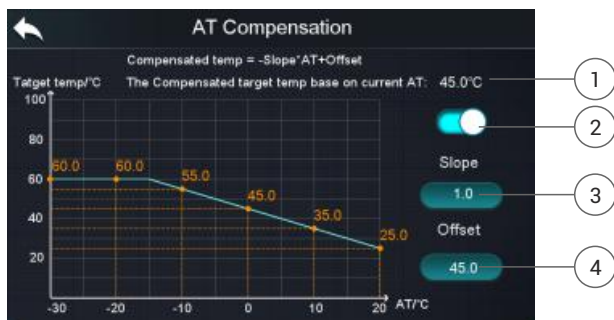 AT Compensation
Compensated temp = -Slope*AT+Offset
Tatget temp/°C The Compensated target temp base on current AT: 45.0°C
1
100
2
80
Slope
60.0 60.0
55.0
60
1.0
3
45.0
40
35.0
Offset
25.0
20
45.0
4
-30 -20 -10 0 10 20 AT/°C